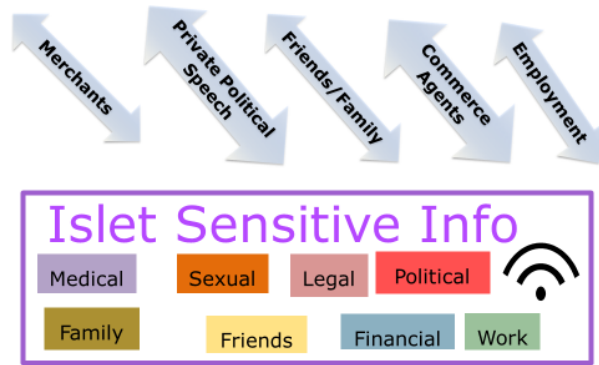 Merchants
Private Political
Speech
Friends/Family
Commerce
Agents
Employment
Islet Sensitive Info
Medical
Sexual
Legal
Political
Family
Friends
Financial
Work